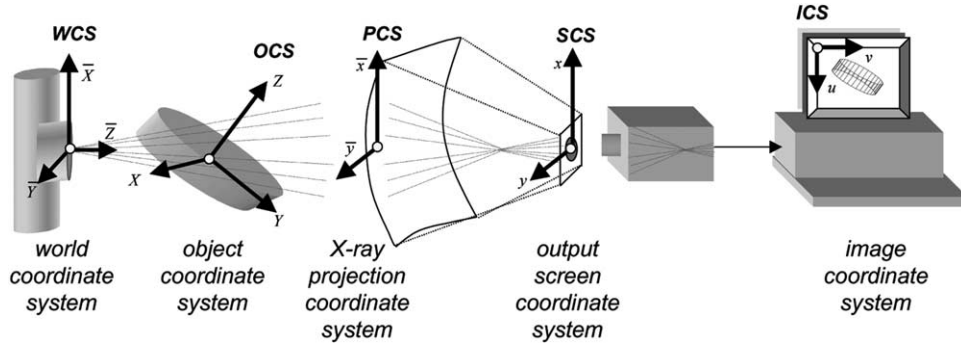 WCS
OCS
PCS
SCS
ICS
X̅
Z̅
Y̅
Z
X
Y
x̅
y̅
x
y
v
u
world
coordinate
system
object
coordinate
system
X-ray
projection
coordinate
system
output
screen
coordinate
system
image
coordinate
system